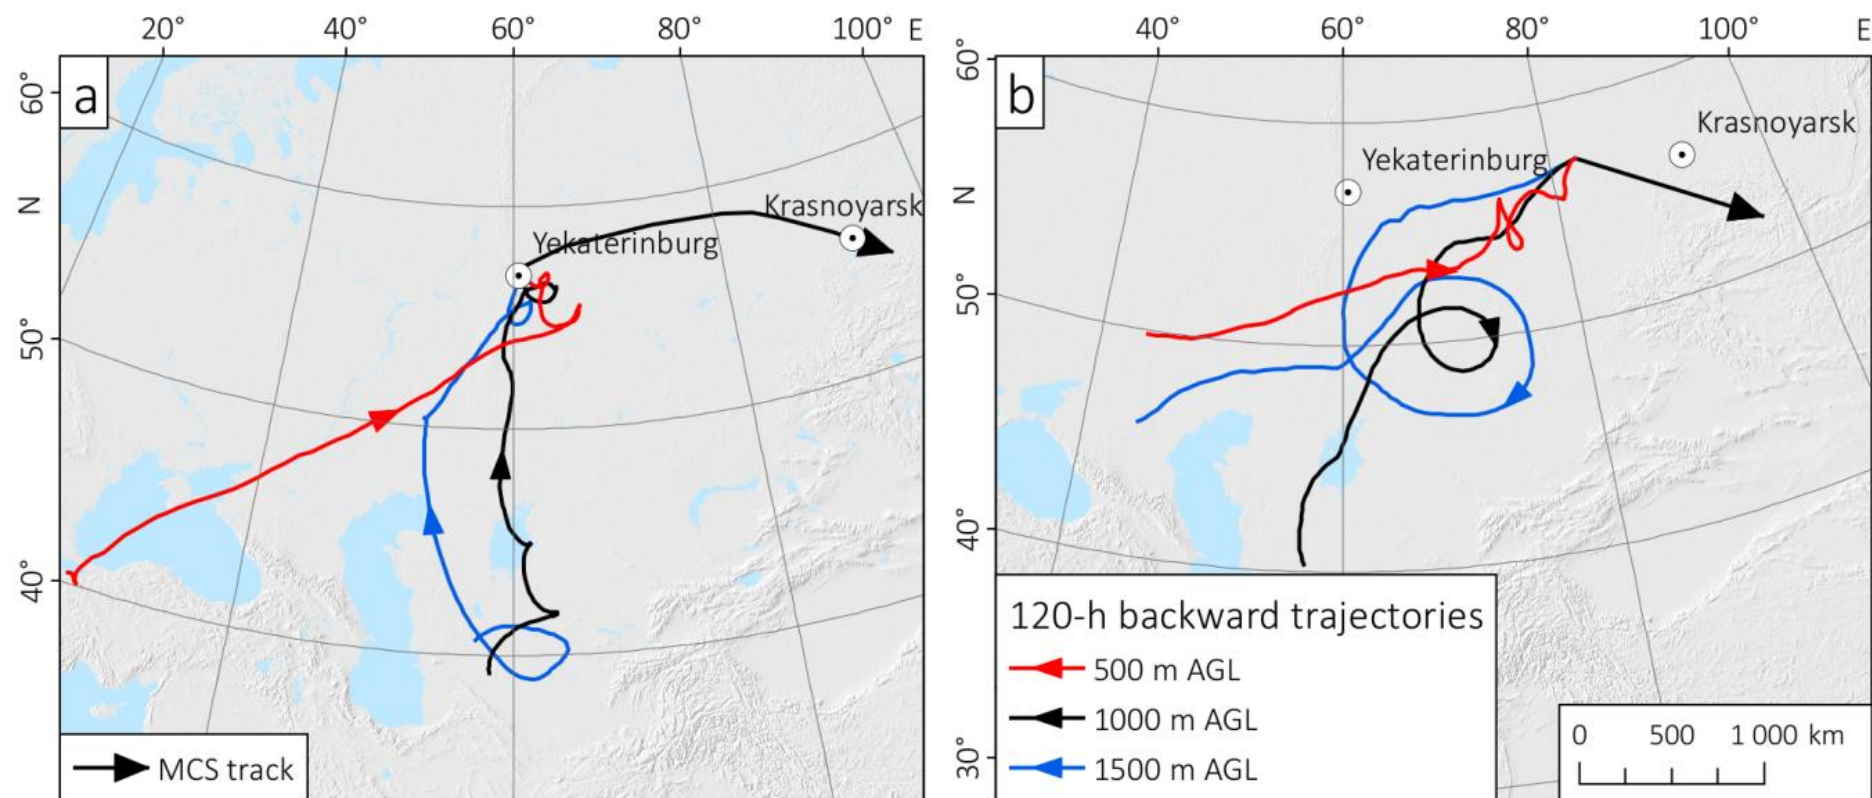 20° 40° 60° 80° 100° E
60°
N
50°
40°
a
Krasnoyarsk
Yekaterinburg
MCS track
40° 60° 80° 100° E
60°
N
50°
40°
30°
b
Krasnoyarsk
Yekaterinburg
120-h backward trajectories
500 m AGL
1000 m AGL
1500 m AGL
0 500 1 000 km